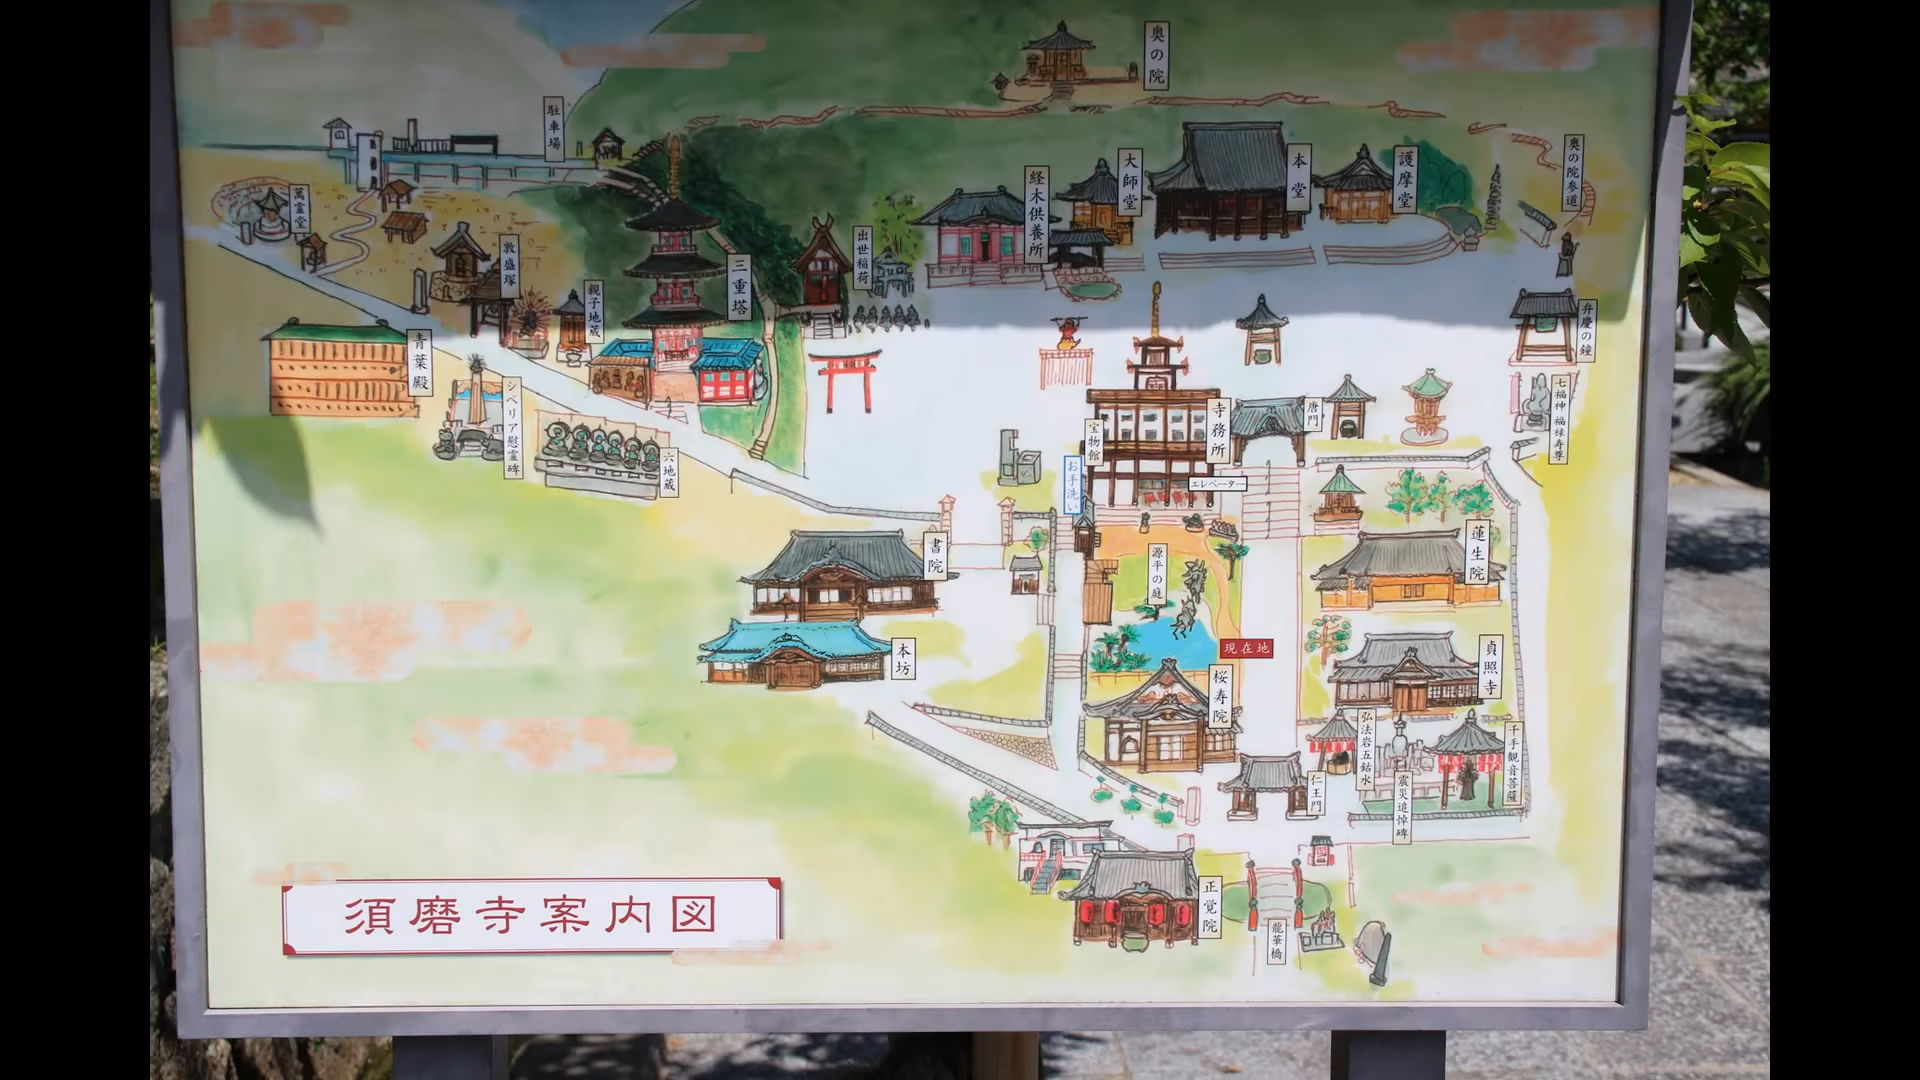 奥の院
駐車場
奥の院参道
護摩堂
本堂
大師堂
経木供養所
萬霊堂
出世稲荷
敦盛塚
三重塔
親子地蔵
弁慶の鐘
青葉殿
シベリア慰霊碑
七福神 福禄寿尊
唐門
寺務所
宝物館
六地蔵
お手洗い
エレベーター
書院
蓮生院
源平の庭
現在地
本坊
貞照寺
桜寿院
弘法岩五鈷水
千手観音菩薩
仁王門
震災追悼碑
正覚院
龍華橋
須磨寺案内図